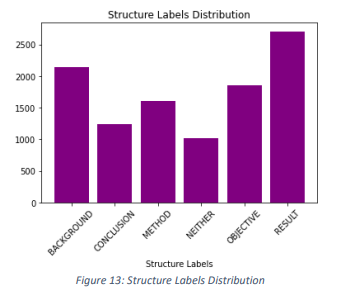 Structure Labels Distribution
2500
2000
1500
1000
500
0
BACKGROUND
CONCLUSION
METHOD
NEITHER
OBJECTIVE
RESULT
Structure Labels
Figure 13: Structure Labels Distribution